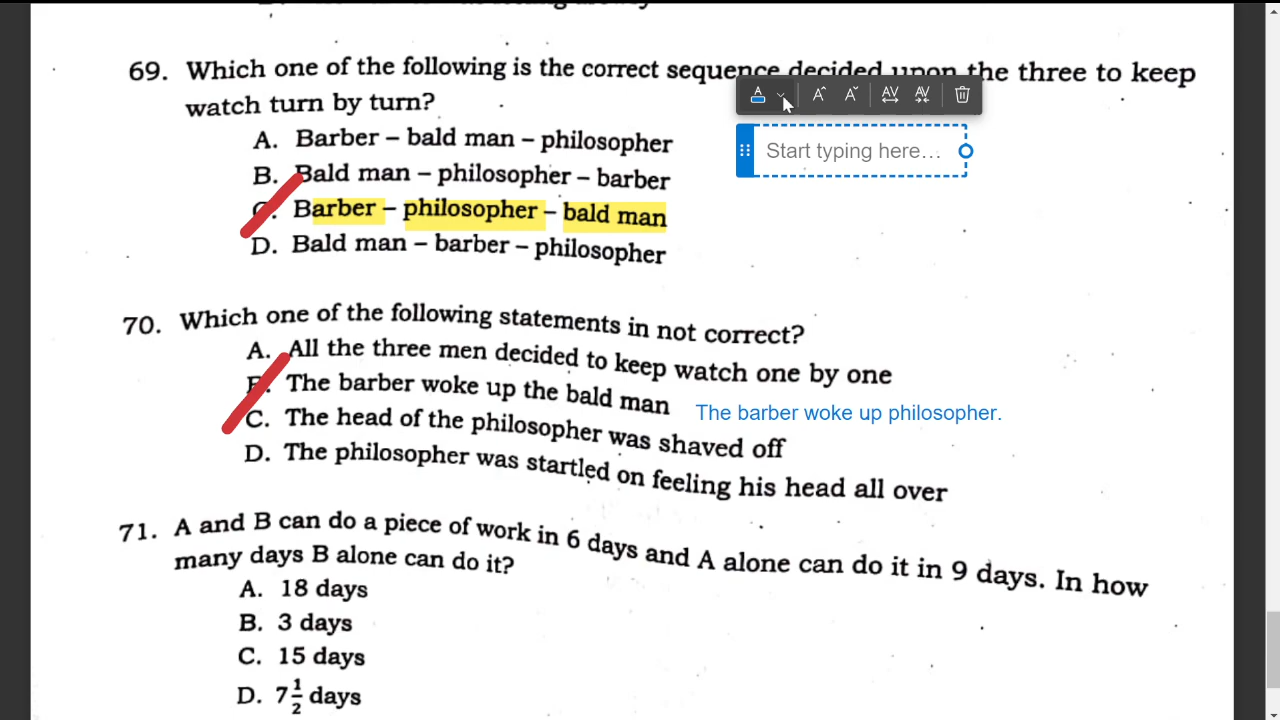 69. Which one of the following is the correct sequence decided upon the three to keep
watch turn by turn?
A. Barber – bald man – philosopher
Start typing here...
B. Bald man – philosopher – barber
C. Barber – philosopher – bald man
D. Bald man – barber – philosopher
70. Which one of the following statements in not correct?
A. All the three men decided to keep watch one by one
B. The barber woke up the bald man
The barber woke up philosopher.
C. The head of the philosopher was shaved off
D. The philosopher was startled on feeling his head all over
71. A and B can do a piece of work in 6 days and A alone can do it in 9 days. In how
many days B alone can do it?
A. 18 days
B. 3 days
C. 15 days
D. 7 1/2 days